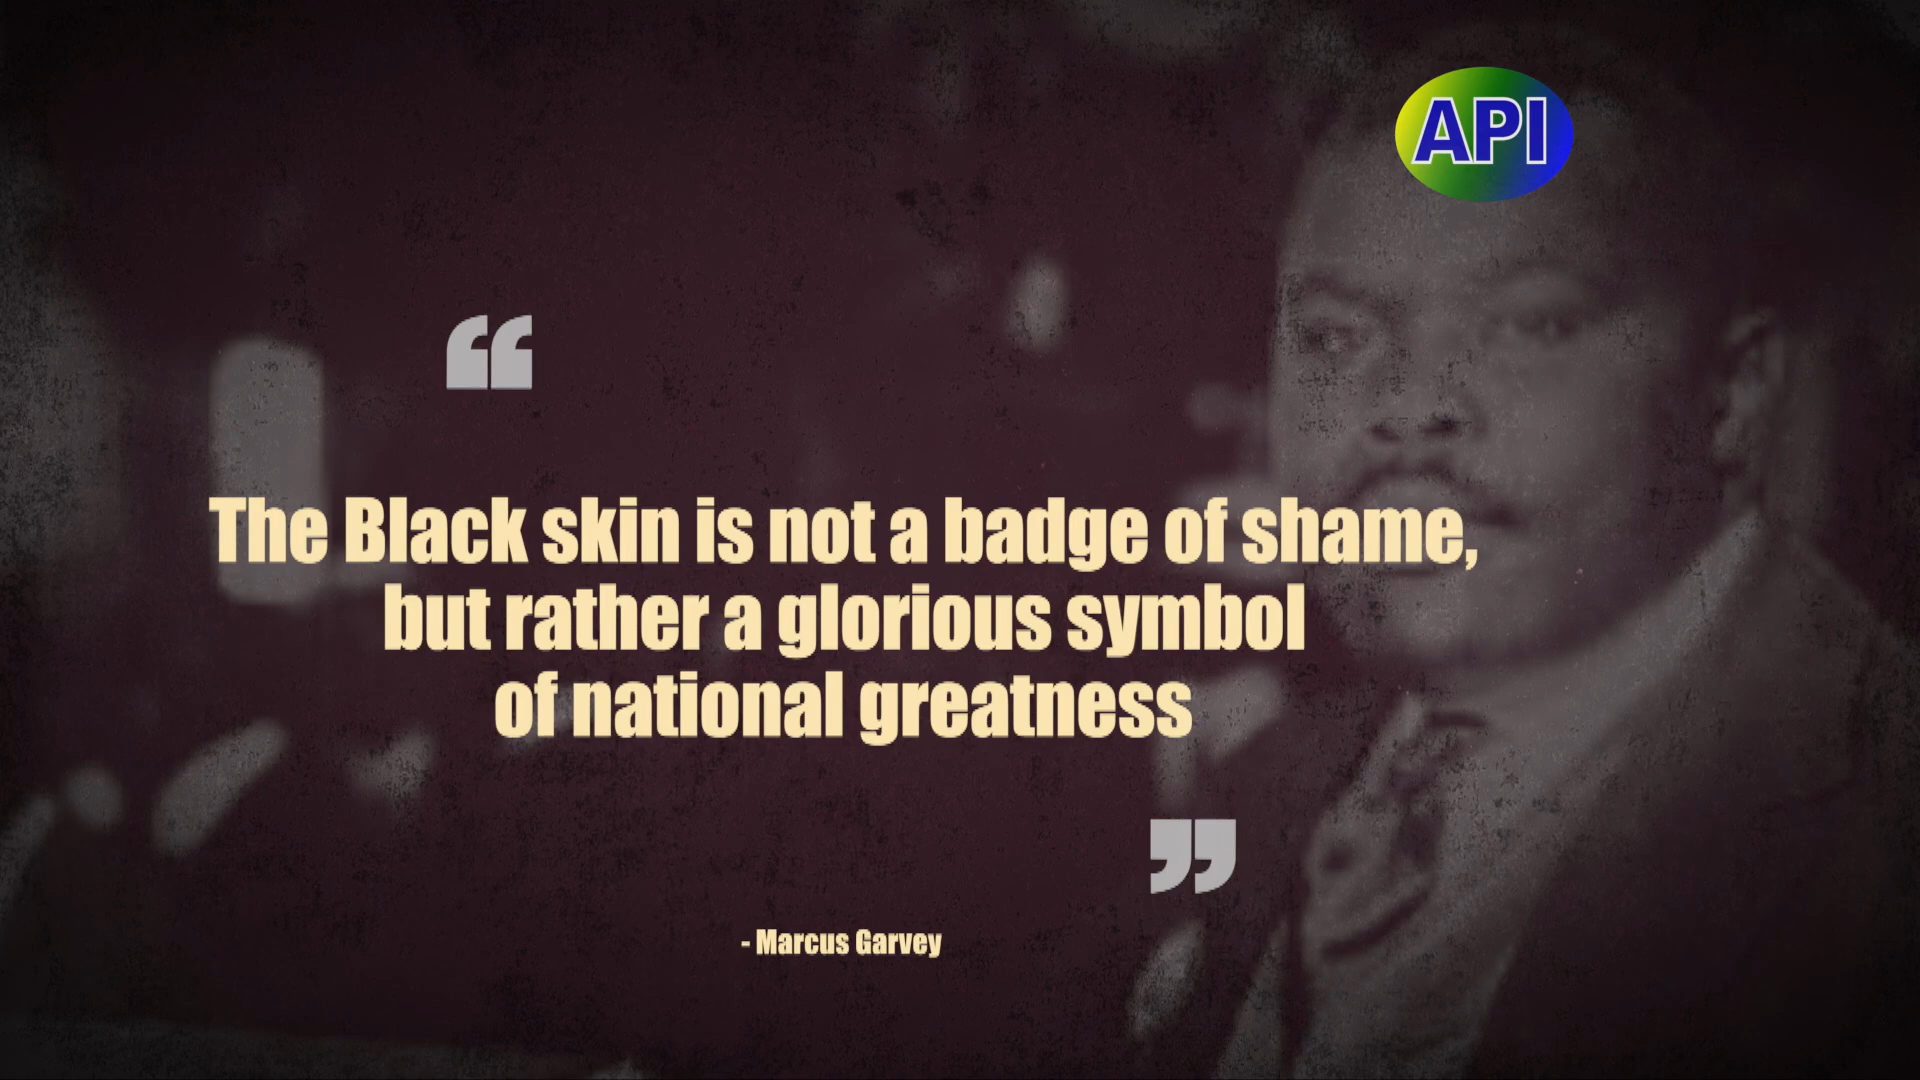 API
“
The Black skin is not a badge of shame,
but rather a glorious symbol
of national greatness
”
- Marcus Garvey